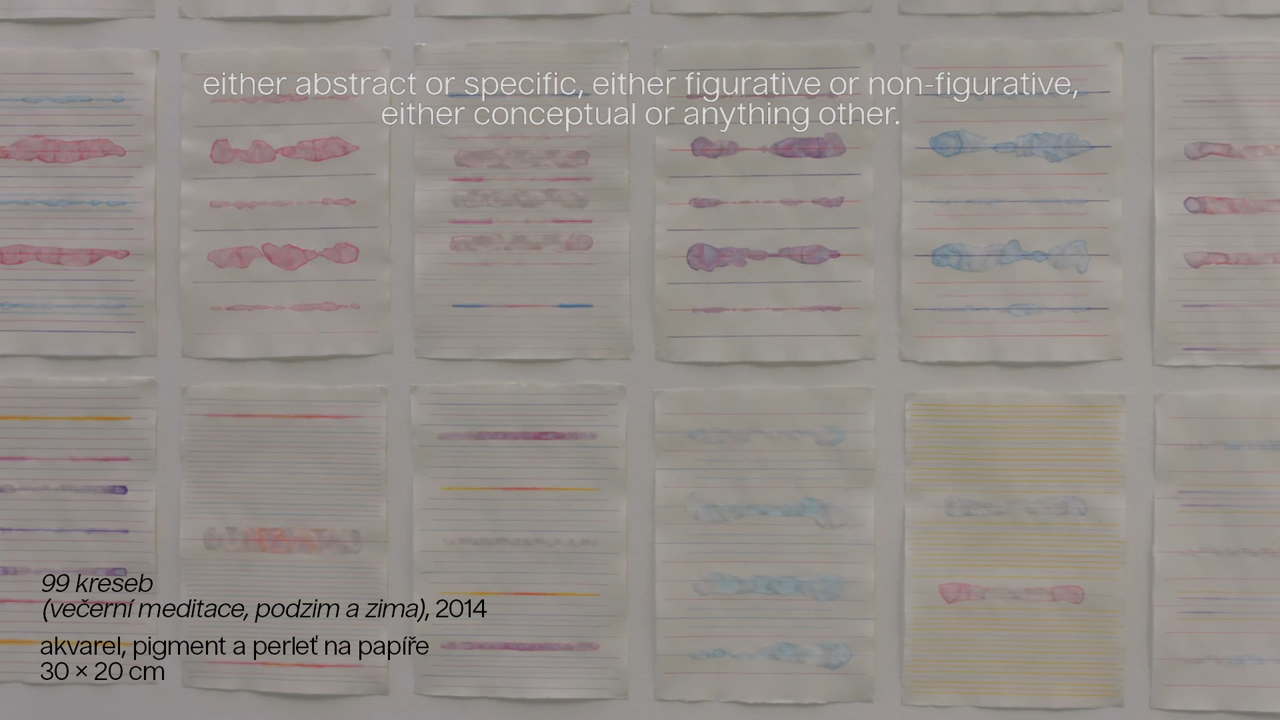 either abstract or specific, either figurative or non-figurative,
either conceptual or anything other.
99 kreseb
(večerní meditace, podzim a zima), 2014
akvarel, pigment a perleť na papíře
30 × 20 cm